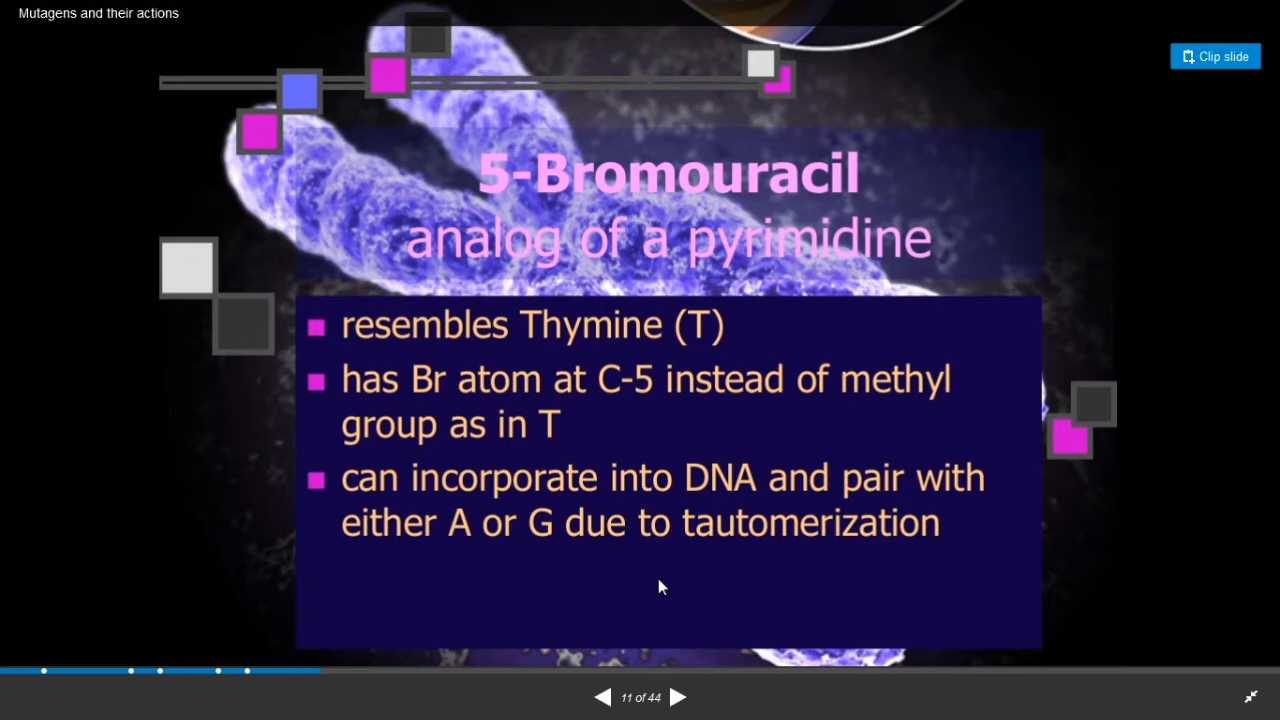 Mutagens and their actions
Clip slide
5-Bromouracil
analog of a pyrimidine
resembles Thymine (T)
has Br atom at C-5 instead of methyl
group as in T
can incorporate into DNA and pair with
either A or G due to tautomerization
11 of 44